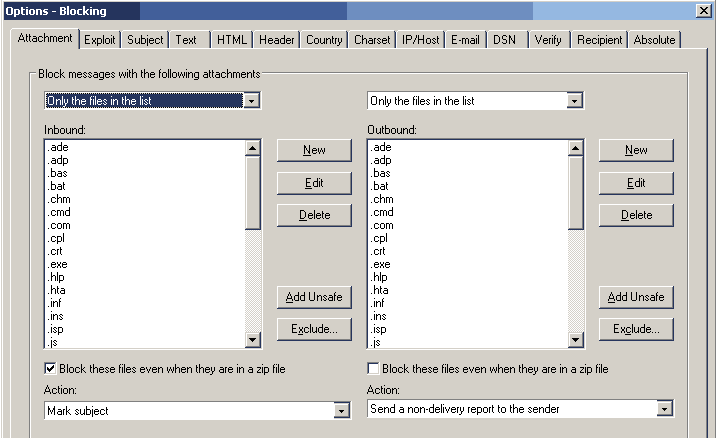 Options - Blocking
Attachment Exploit Subject Text HTML Header Country Charset IP/Host E-mail DSN Verify Recipient Absolute
Block messages with the following attachments
Only the files in the list
Only the files in the list
Inbound:
.ade
.adp
.bas
.bat
.chm
.cmd
.com
.cpl
.crt
.exe
.hlp
.hta
.inf
.ins
.isp
.js
New
Edit
Delete
Add Unsafe
Exclude...
Outbound:
.ade
.adp
.bas
.bat
.chm
.cmd
.com
.cpl
.crt
.exe
.hlp
.hta
.inf
.ins
.isp
.js
New
Edit
Delete
Add Unsafe
Exclude...
Block these files even when they are in a zip file
Block these files even when they are in a zip file
Action:
Mark subject
Action:
Send a non-delivery report to the sender